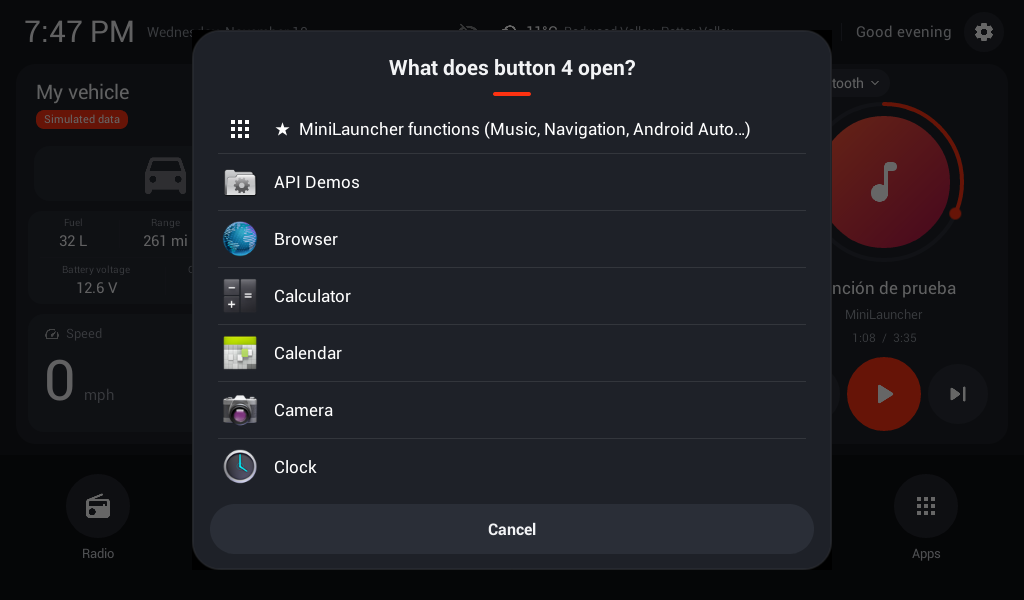 7:47 PM
What does button 4 open?
Good evening
My vehicle
Simulated data
★ MiniLauncher functions (Music, Navigation, Android Auto…)
API Demos
Browser
Calculator
Calendar
Camera
Clock
Cancel
Fuel
32 L
Range
261 mi
Battery voltage
12.6 V
Speed
0 mph
MiniLauncher
1:08 / 3:35
de prueba
Radio
Apps